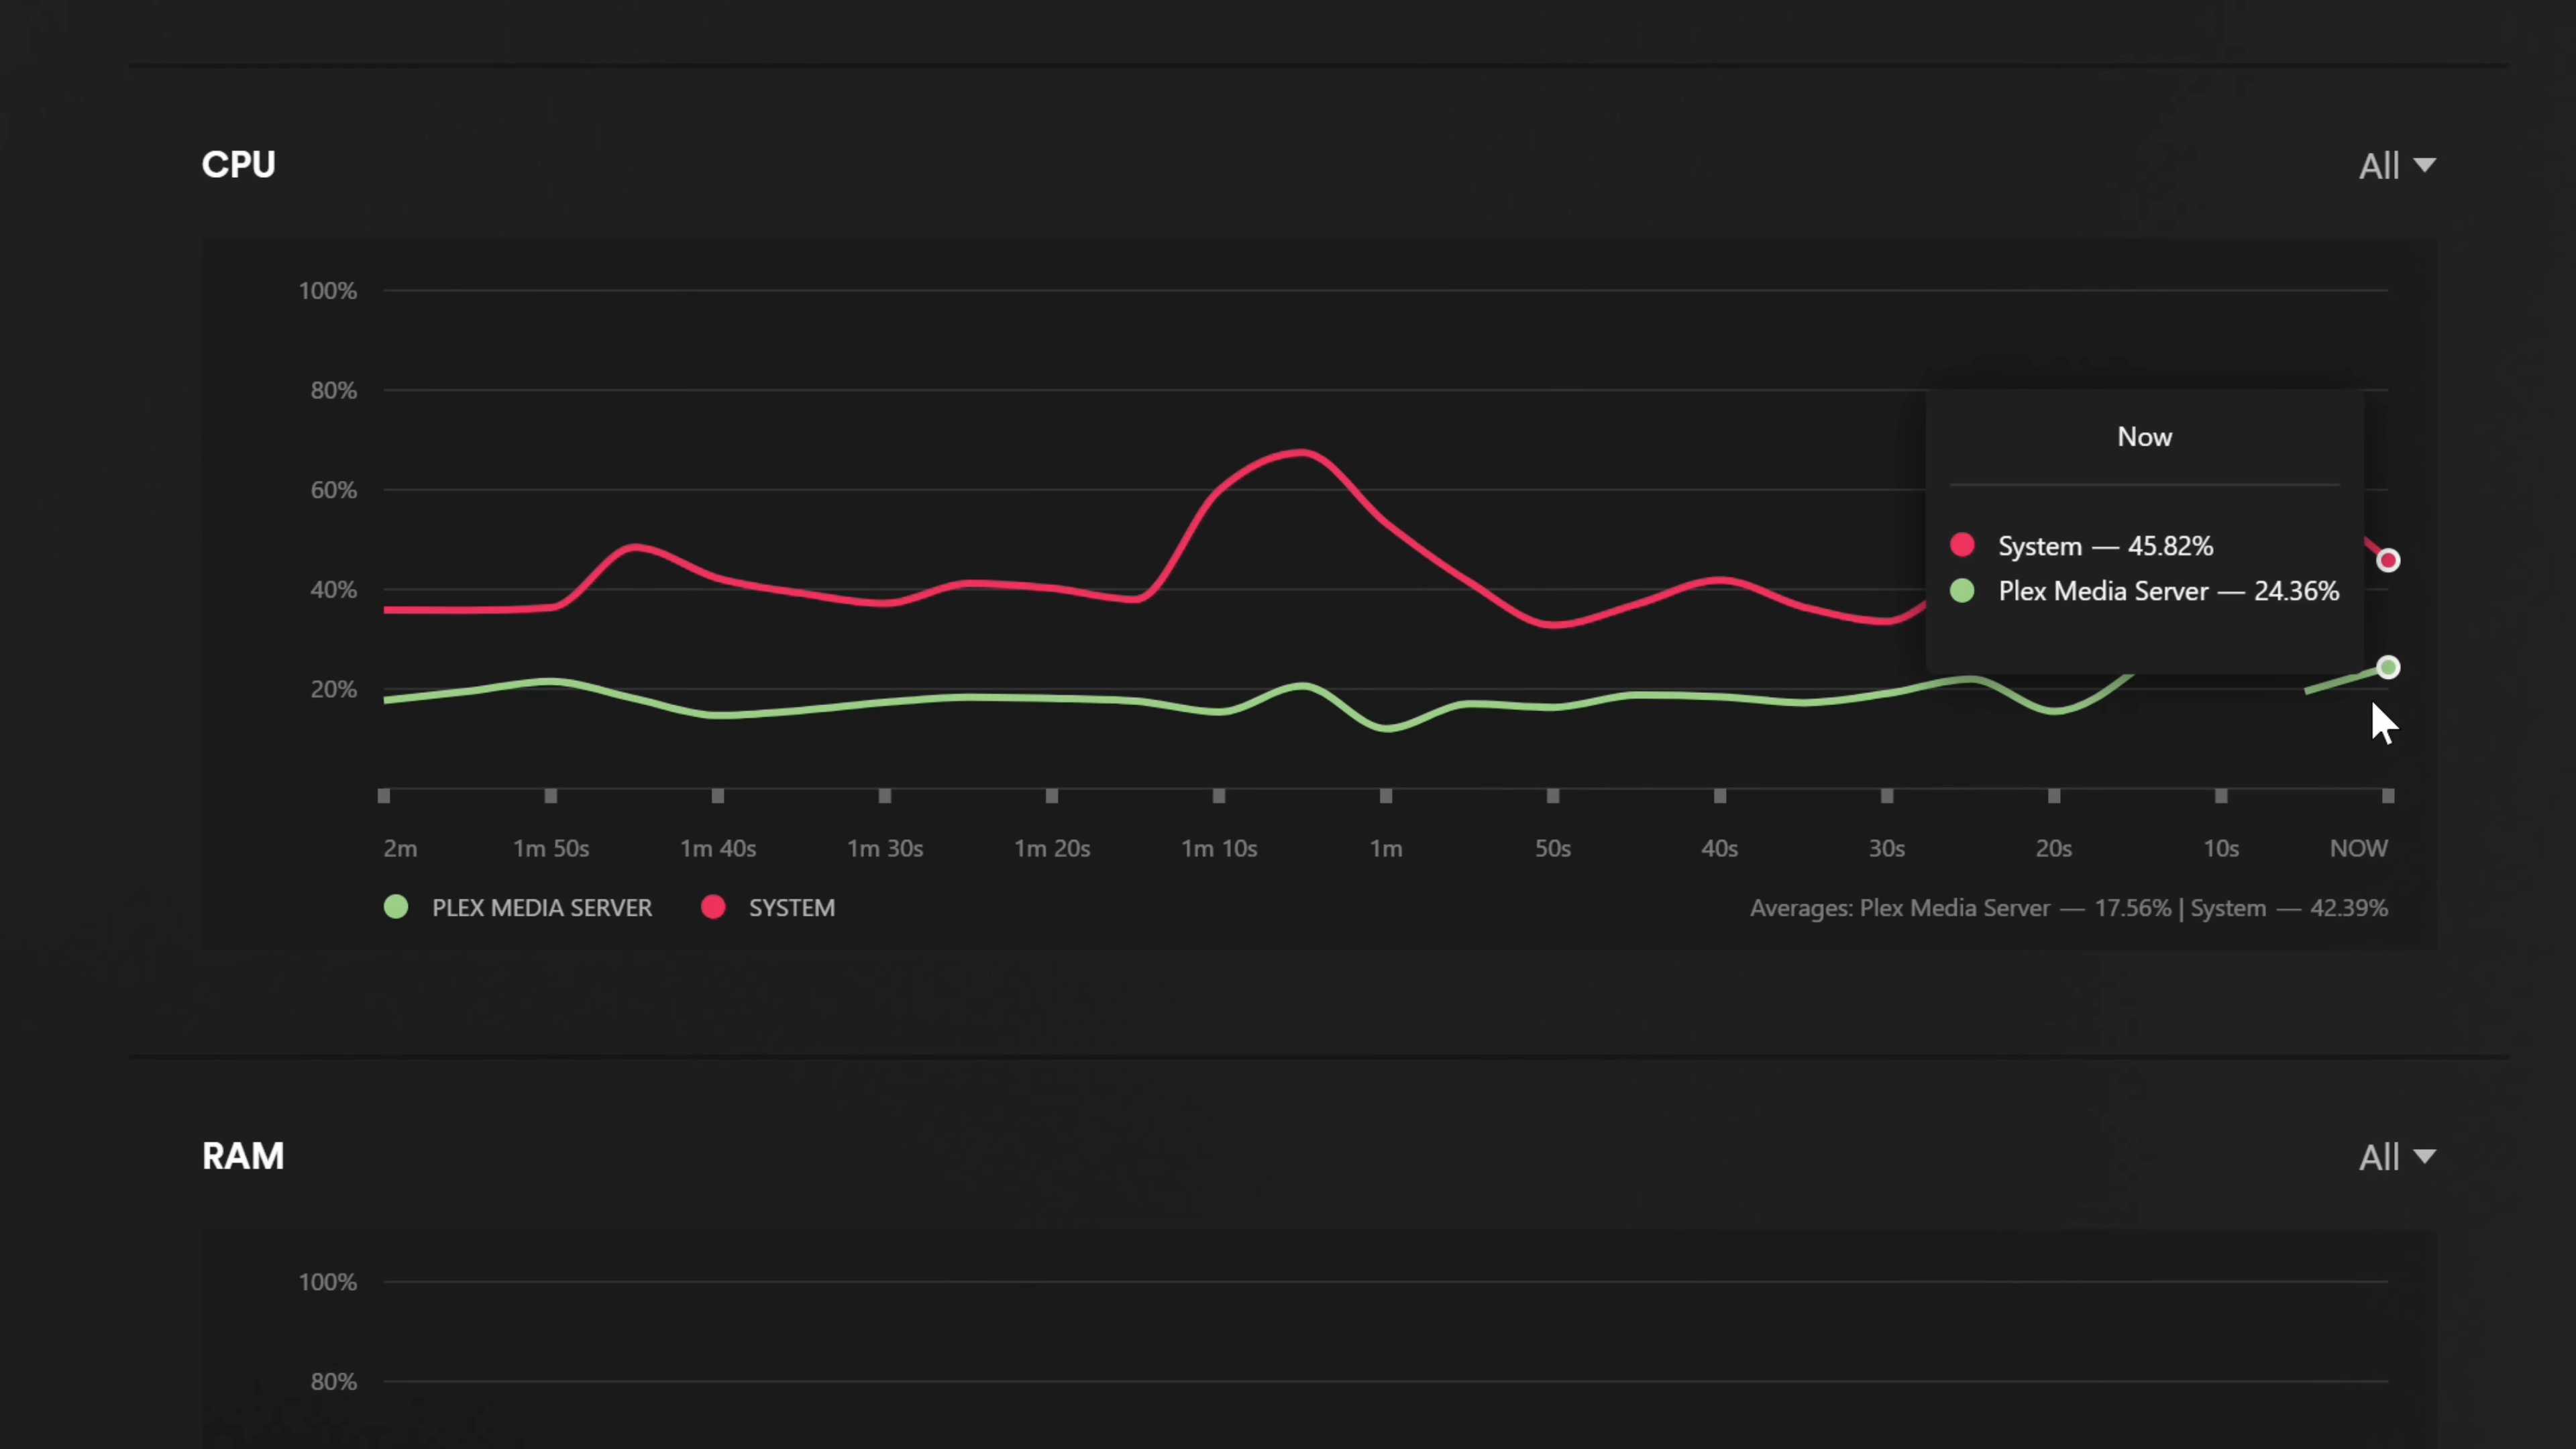 CPU
All
100%
80%
60%
40%
20%
Now
System — 45.82%
Plex Media Server — 24.36%
2m 1m 50s 1m 40s 1m 30s 1m 20s 1m 10s 1m 50s 40s 30s 20s 10s NOW
PLEX MEDIA SERVER SYSTEM
Averages: Plex Media Server — 17.56% | System — 42.39%
RAM
All
100%
80%